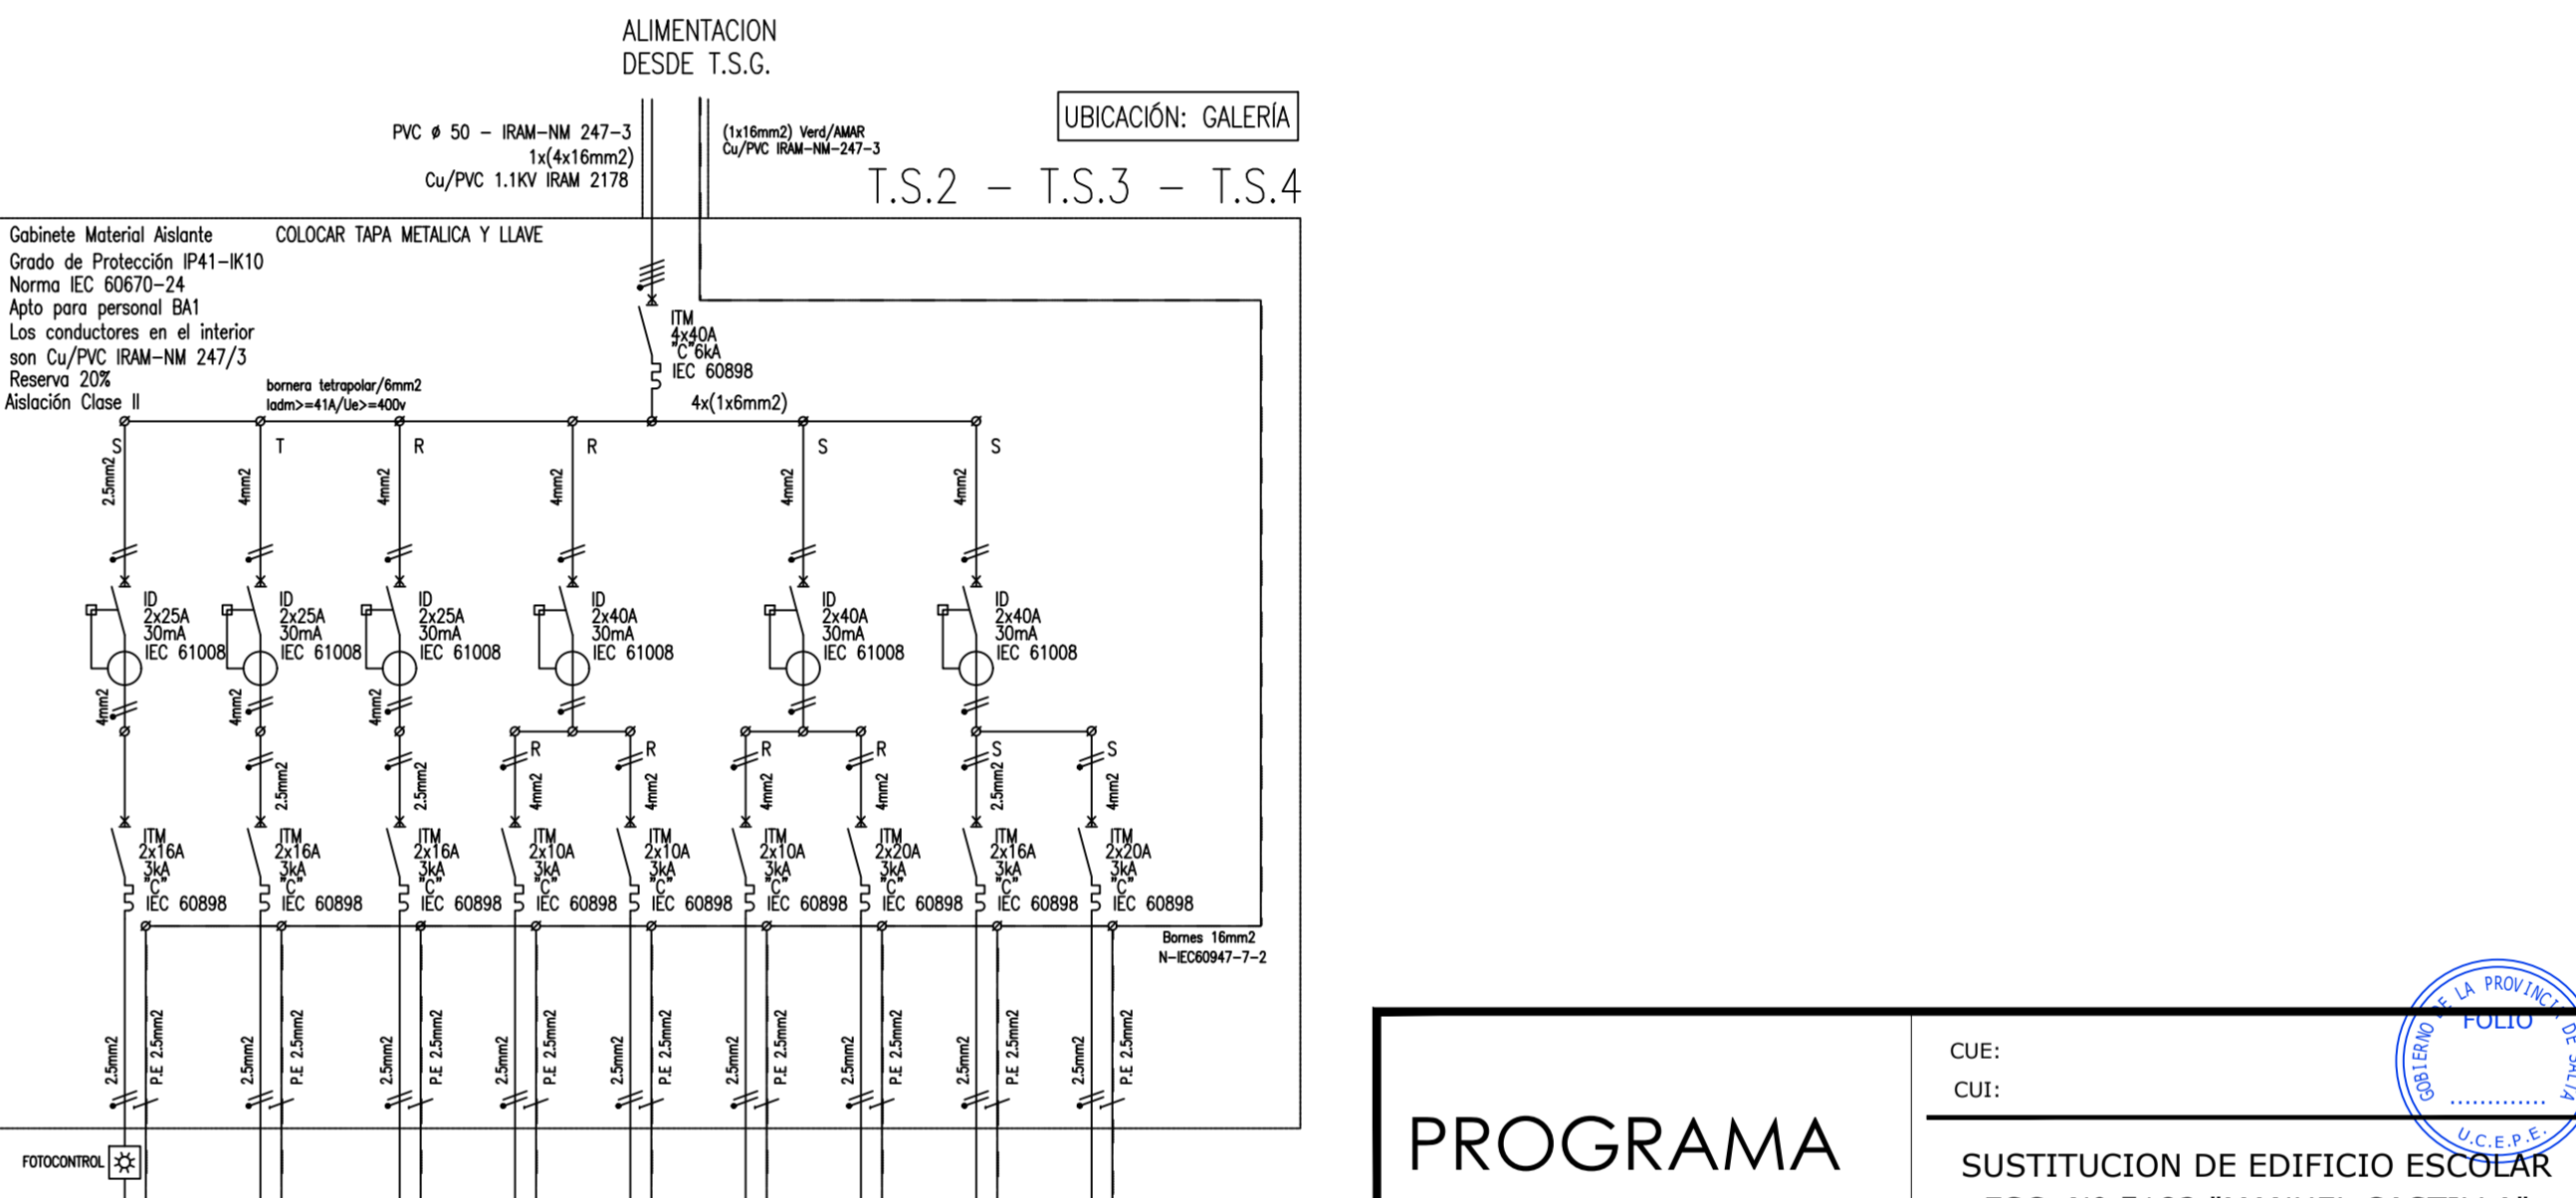 ALIMENTACION
DESDE T.S.G.
PVC ø 50 – IRAM-NM 247-3
1x(4x16mm2)
Cu/PVC 1.1KV IRAM 2178
(1x16mm2) Verd/AMAR
Cu/PVC IRAM-NM-247-3
UBICACIÓN: GALERÍA
T.S.2 – T.S.3 – T.S.4
Gabinete Material Aislante
COLOCAR TAPA METALICA Y LLAVE
Grado de Protección IP41-IK10
Norma IEC 60670-24
Apto para personal BA1
Los conductores en el interior
son Cu/PVC IRAM-NM 247/3
Reserva 20%
Aislación Clase II
bornera tetrapolar/6mm2
Iadm>=41A/Ue>=400v
ITM
4x40A
"C"6kA
IEC 60898
4x(1x6mm2)
S
T
R
R
S
S
2.5mm2
4mm2
4mm2
4mm2
4mm2
4mm2
ID
2x25A
30mA
IEC 61008
ID
2x25A
30mA
IEC 61008
ID
2x25A
30mA
IEC 61008
ID
2x40A
30mA
IEC 61008
ID
2x40A
30mA
IEC 61008
ID
2x40A
30mA
IEC 61008
4mm2
4mm2
4mm2
R
R
R
R
S
S
2.5mm2
2.5mm2
4mm2
4mm2
4mm2
4mm2
2.5mm2
4mm2
ITM
2x16A
3kA
"C"
IEC 60898
ITM
2x16A
3kA
"C"
IEC 60898
ITM
2x16A
3kA
"C"
IEC 60898
ITM
2x10A
3kA
"C"
IEC 60898
ITM
2x10A
3kA
"C"
IEC 60898
ITM
2x10A
3kA
"C"
IEC 60898
ITM
2x20A
3kA
"C"
IEC 60898
ITM
2x16A
3kA
"C"
IEC 60898
ITM
2x20A
3kA
"C"
IEC 60898
Bornes 16mm2
N-IEC60947-7-2
2.5mm2
P.E 2.5mm2
2.5mm2
P.E 2.5mm2
2.5mm2
P.E 2.5mm2
2.5mm2
P.E 2.5mm2
2.5mm2
P.E 2.5mm2
2.5mm2
P.E 2.5mm2
2.5mm2
P.E 2.5mm2
2.5mm2
P.E 2.5mm2
2.5mm2
P.E 2.5mm2
FOTOCONTROL
PROGRAMA
CUE:
CUI:
GOBIERNO DE LA PROVINCIA DE SALTA
FOLIO
.............
U.C.E.P.E.
SUSTITUCION DE EDIFICIO ESCOLAR